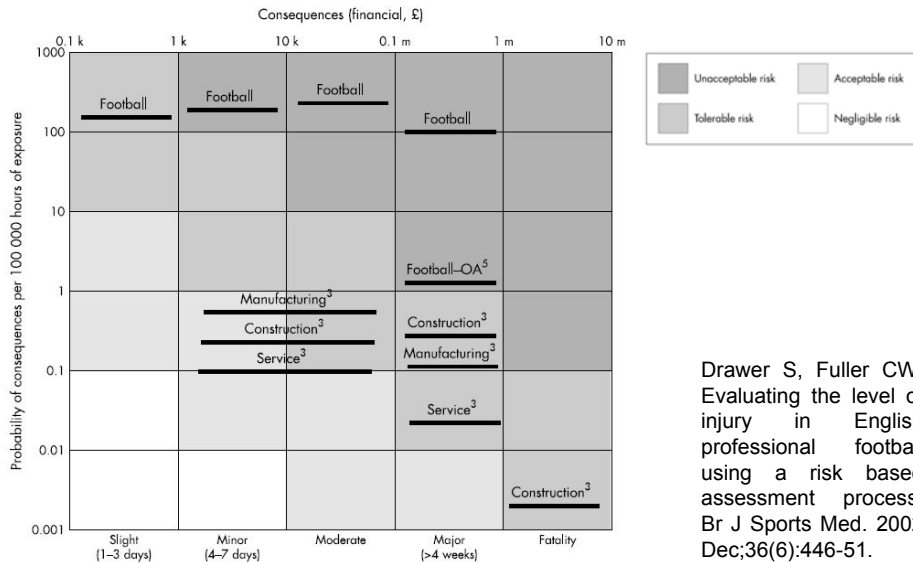 Consequences (financial, £)
0.1 k 1 k 10 k 0.1 m 1 m 10 m
Probability of consequences per 100 000 hours of exposure
1000
100
10
1
0.1
0.01
0.001
Football
Football
Football
Football
Football–OA⁵
Manufacturing³
Construction³
Service³
Construction³
Manufacturing³
Service³
Construction³
Slight
(1–3 days)
Minor
(4–7 days)
Moderate
Major
(>4 weeks)
Fatality
Unacceptable risk
Acceptable risk
Tolerable risk
Negligible risk
Drawer S, Fuller CW
Evaluating the level o
injury in Englis
professional footbal
using a risk based
assessment process
Br J Sports Med. 200
Dec;36(6):446-51.